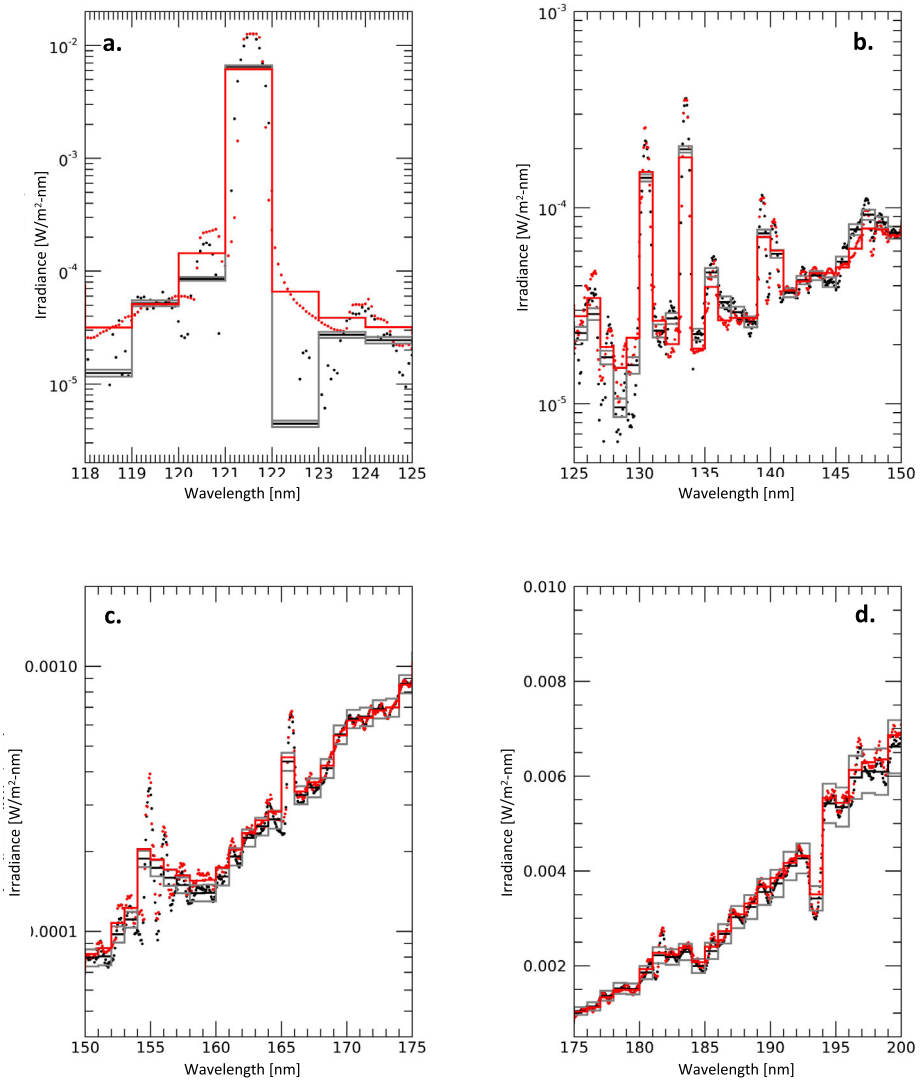 a.
10-2
0-3
0-4
10-5
Irradiance [W/m2-nm]
118 119 120 121 122 123 124 125
Wavelength [nm]
b.
10-3
10-4
10-5
Irradiance [W/m2-nm]
125 130 135 140 145 150
Wavelength [nm]
c.
0.0010
0.0001
Irradiance [W/m2-nm]
150 155 160 165 170 175
Wavelength [nm]
d.
0.010
0.008
0.006
0.004
0.002
Irradiance [W/m2-nm]
175 180 185 190 195 200
Wavelength [nm]